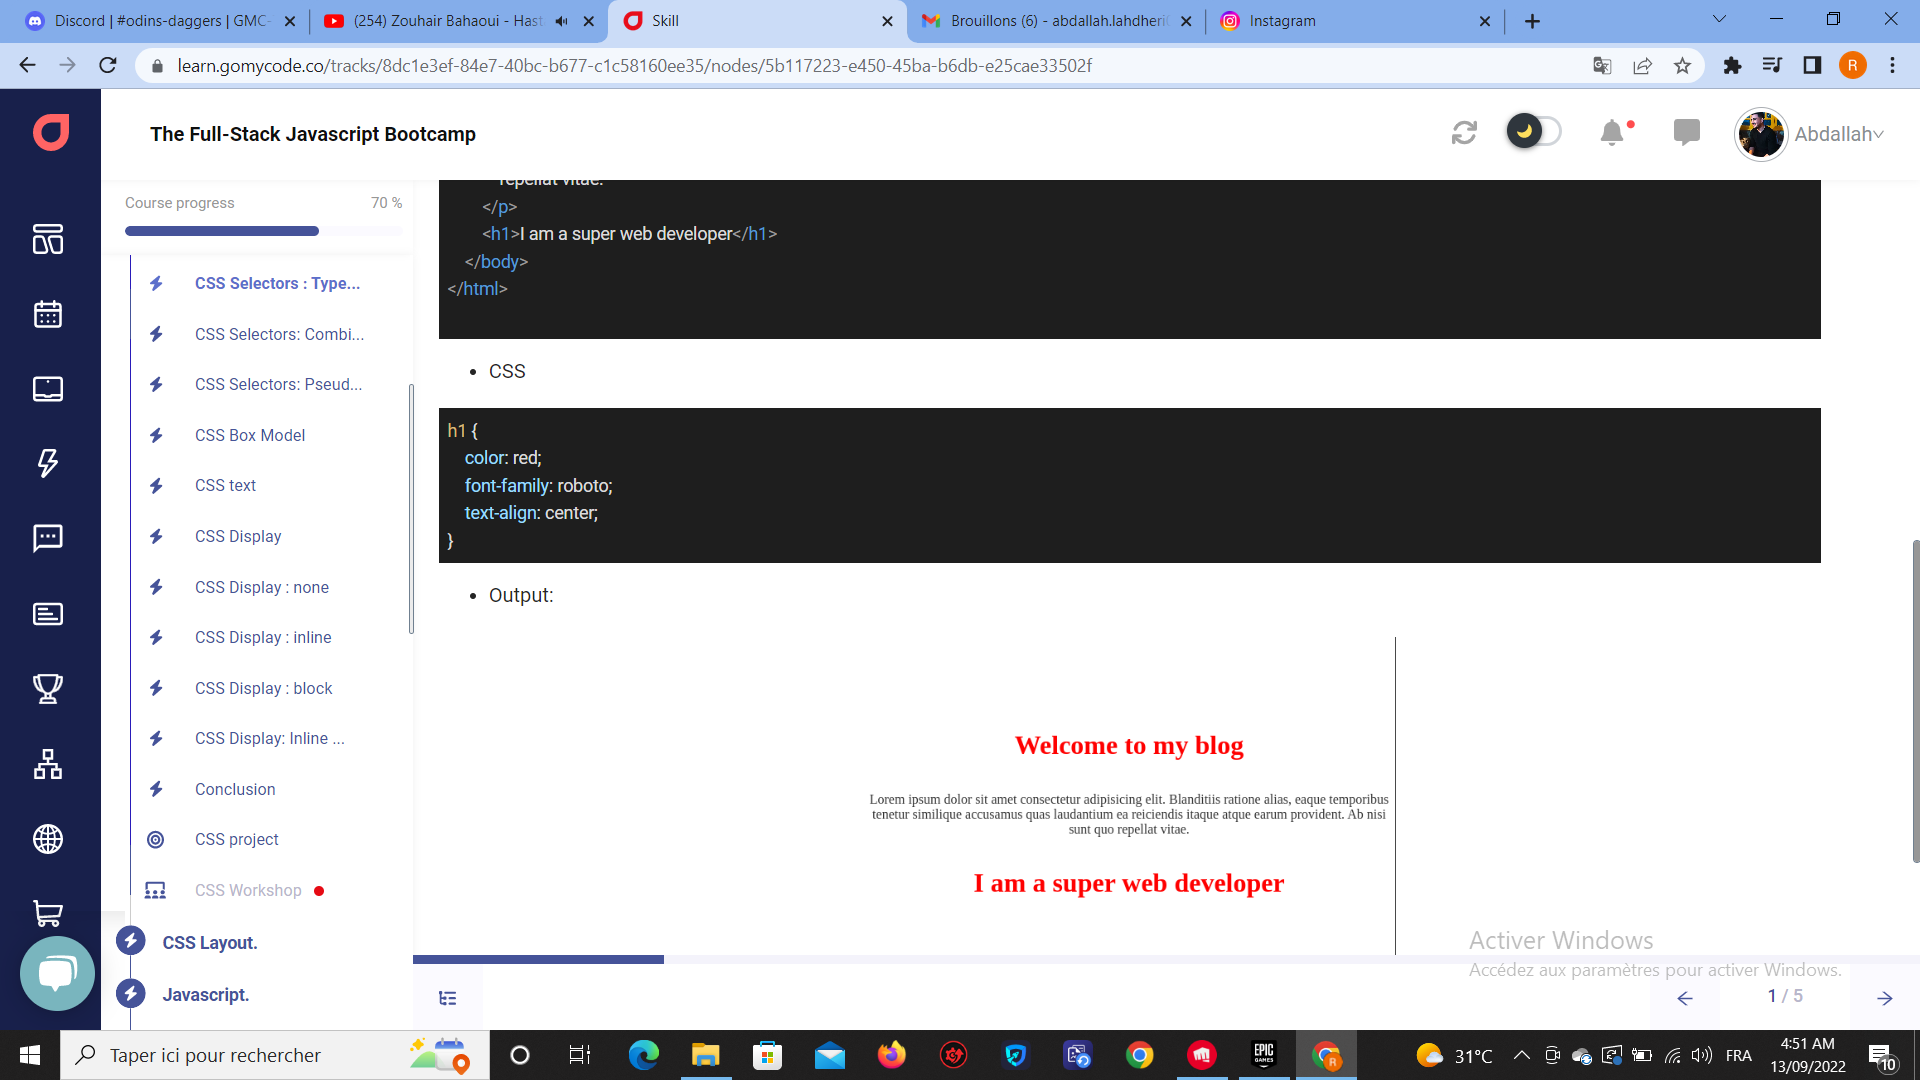 Discord | #odins-daggers | GMC-
(254) Zouhair Bahaoui - Hast
Skill
Brouillons (6) - abdallah.lahdheri
Instagram
learn.gomycode.co/tracks/8dc1e3ef-84e7-40bc-b677-c1c58160ee35/nodes/5b117223-e450-45ba-b6db-e25cae33502f
R
The Full-Stack Javascript Bootcamp
Abdallah
Course progress 70 %
CSS Selectors : Type...
CSS Selectors: Combi...
CSS Selectors: Pseud...
CSS Box Model
CSS text
CSS Display
CSS Display : none
CSS Display : inline
CSS Display : block
CSS Display: Inline ...
Conclusion
CSS project
CSS Workshop
CSS Layout.
Javascript.
repellat vitae.
</p>
<h1>I am a super web developer</h1>
</body>
</html>
• CSS
h1 {
color: red;
font-family: roboto;
text-align: center;
}
• Output:
Welcome to my blog
Lorem ipsum dolor sit amet consectetur adipisicing elit. Blanditiis ratione alias, eaque temporibus
tenetur similique accusamus quas laudantium ea reiciendis itaque atque earum provident. Ab nisi
sunt quo repellat vitae.
I am a super web developer
Activer Windows
Accédez aux paramètres pour activer Windows.
1 / 5
Taper ici pour rechercher
EPIC
GAMES
R
31°C
FRA
4:51 AM
13/09/2022
10